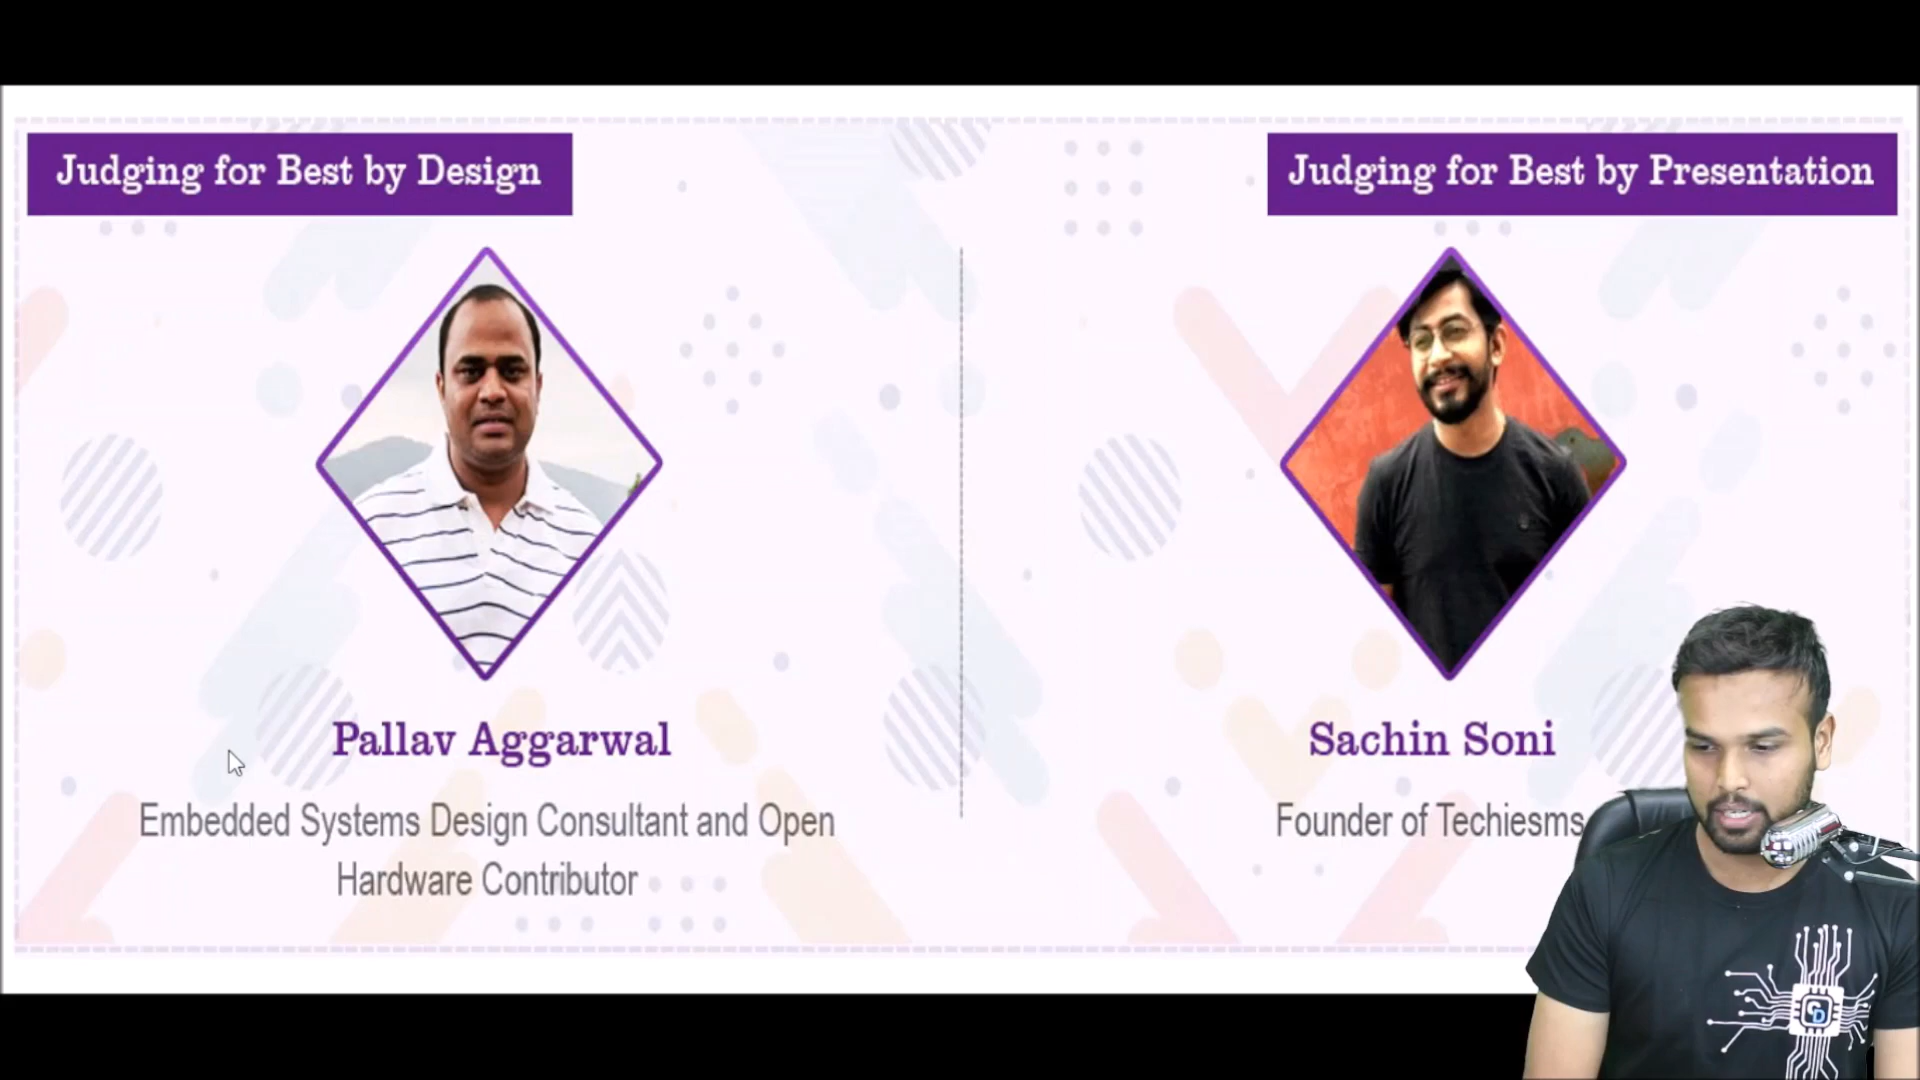 Judging for Best by Design
Judging for Best by Presentation
Pallav Aggarwal
Sachin Soni
Embedded Systems Design Consultant and Open
Hardware Contributor
Founder of Techiesms
CD